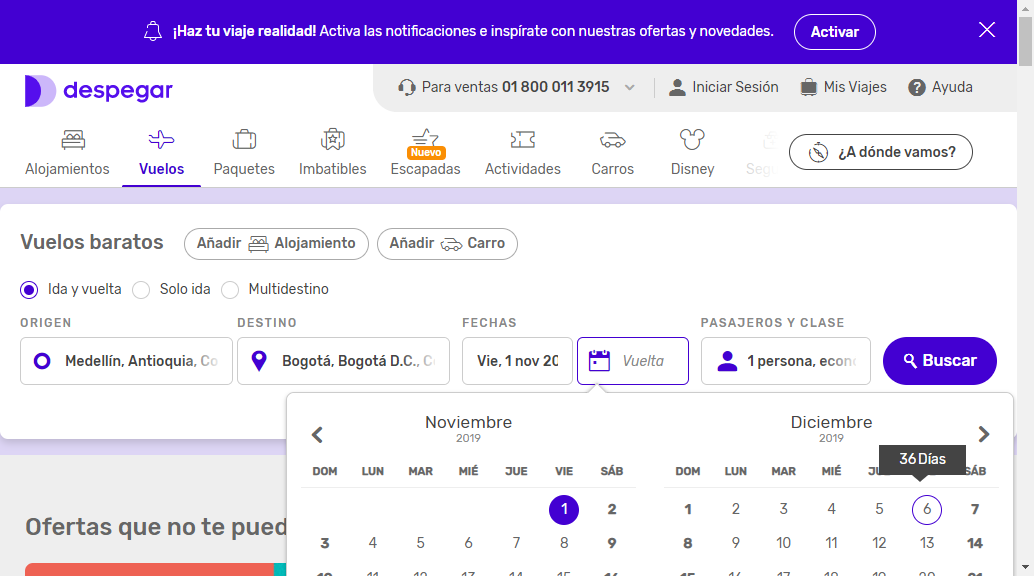 ¡Haz tu viaje realidad! Activa las notificaciones e inspírate con nuestras ofertas y novedades. Activar
despegar
Para ventas 01 800 011 3915 Iniciar Sesión Mis Viajes Ayuda
Nuevo
Alojamientos Vuelos Paquetes Imbatibles Escapadas Actividades Carros Disney Seg ¿A dónde vamos?
Vuelos baratos Añadir Alojamiento Añadir Carro
Ida y vuelta Solo ida Multidestino
ORIGEN DESTINO FECHAS PASAJEROS Y CLASE
Medellín, Antioquia, Co Bogotá, Bogotá D.C., C Vie, 1 nov 20 Vuelta 1 persona, econ Buscar
Noviembre Diciembre
2019 2019
36 Días
DOM LUN MAR MIÉ JUE VIE SÁB DOM LUN MAR MIÉ JU SÁB
1 2 1 2 3 4 5 6 7
Ofertas que no te pued
3 4 5 6 7 8 9 8 9 10 11 12 13 14